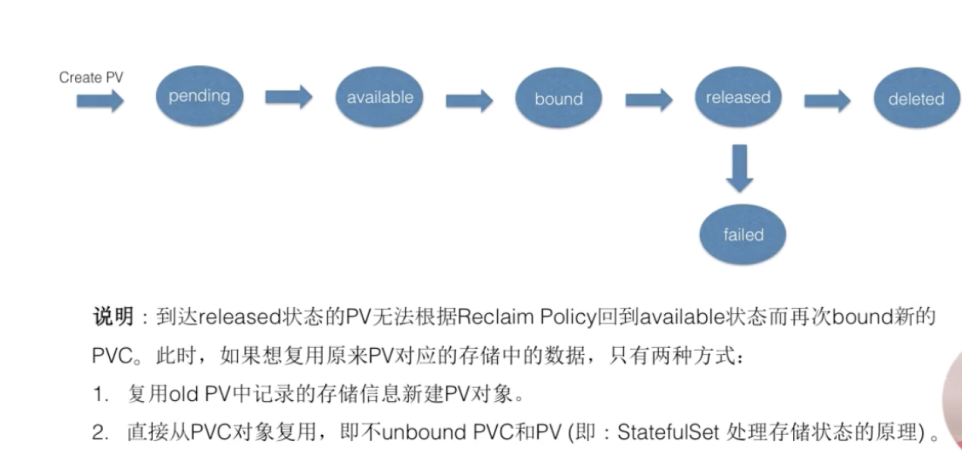 Create PV
pending
available
bound
released
deleted
failed
说明：到达released状态的PV无法根据Reclaim Policy回到available状态而再次bound新的
PVC。此时，如果想复用原来PV对应的存储中的数据，只有两种方式：
1. 复用old PV中记录的存储信息新建PV对象。
2. 直接从PVC对象复用，即不unbound PVC和PV (即：StatefulSet 处理存储状态的原理) 。